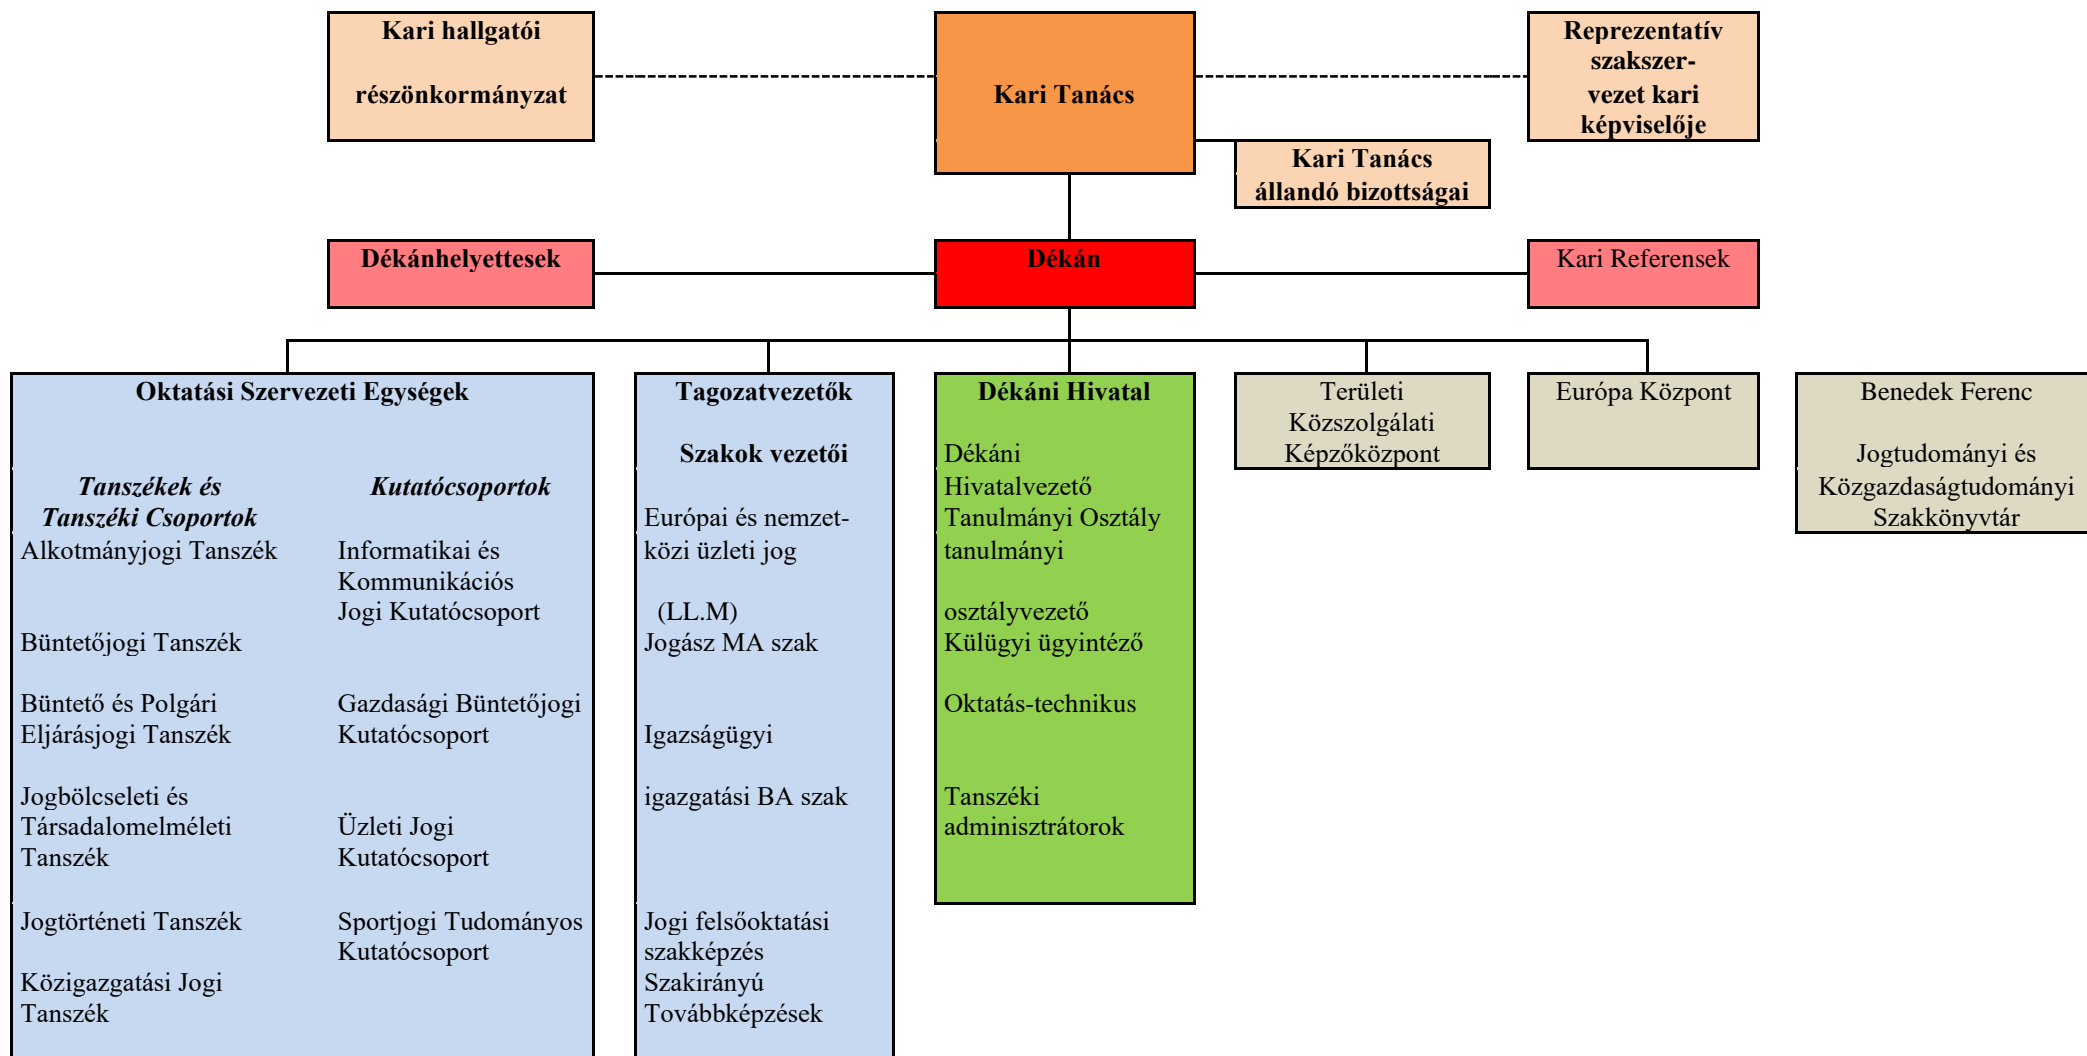 Kari hallgatói
részönkormányzat
Kari Tanács
Reprezentatív
szakszer-
vezet kari
képviselője
Kari Tanács
állandó bizottságai
Dékánhelyettesek
Dékán
Kari Referensek
Oktatási Szervezeti Egységek
Tanszékek és
Tanszéki Csoportok
Alkotmányjogi Tanszék
Büntetőjogi Tanszék
Büntető és Polgári
Eljárásjogi Tanszék
Jogbölcseleti és
Társadalomelméleti
Tanszék
Jogtörténeti Tanszék
Közigazgatási Jogi
Tanszék
Kutatócsoportok
Informatikai és
Kommunikációs
Jogi Kutatócsoport
Gazdasági Büntetőjogi
Kutatócsoport
Üzleti Jogi
Kutatócsoport
Sportjogi Tudományos
Kutatócsoport
Tagozatvezetők
Szakok vezetői
Európai és nemzet-
közi üzleti jog
(LL.M)
Jogász MA szak
Igazságügyi
igazgatási BA szak
Jogi felsőoktatási
szakképzés
Szakirányú
Továbbképzések
Dékáni Hivatal
Dékáni
Hivatalvezető
Tanulmányi Osztály
tanulmányi
osztályvezető
Külügyi ügyintéző
Oktatás-technikus
Tanszéki
adminisztrátorok
Területi
Közszolgálati
Képzőközpont
Európa Központ
Benedek Ferenc
Jogtudományi és
Közgazdaságtudományi
Szakkönyvtár